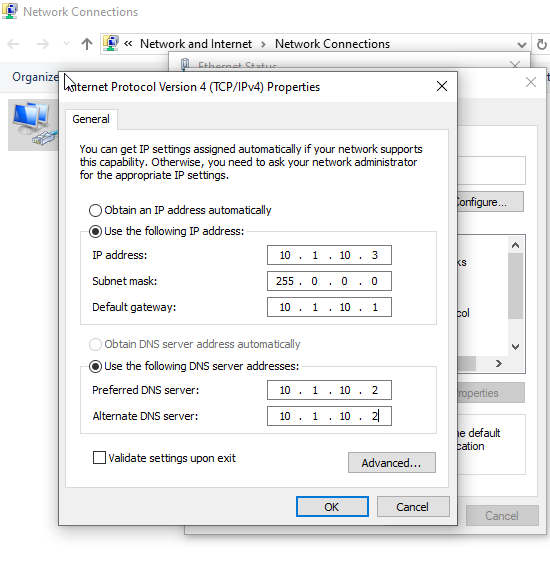 Network Connections
Network and Internet > Network Connections
Organize
Ethernet Status
Internet Protocol Version 4 (TCP/IPv4) Properties
General
You can get IP settings assigned automatically if your network supports
this capability. Otherwise, you need to ask your network administrator
for the appropriate IP settings.
Obtain an IP address automatically
Use the following IP address:
IP address: 10 . 1 . 10 . 3
Subnet mask: 255 . 0 . 0 . 0
Default gateway: 10 . 1 . 10 . 1
Obtain DNS server address automatically
Use the following DNS server addresses:
Preferred DNS server: 10 . 1 . 10 . 2
Alternate DNS server: 10 . 1 . 10 . 2
Validate settings upon exit
Advanced...
OK
Cancel
Configure...
ks
col
Properties
he default
cation
Cancel